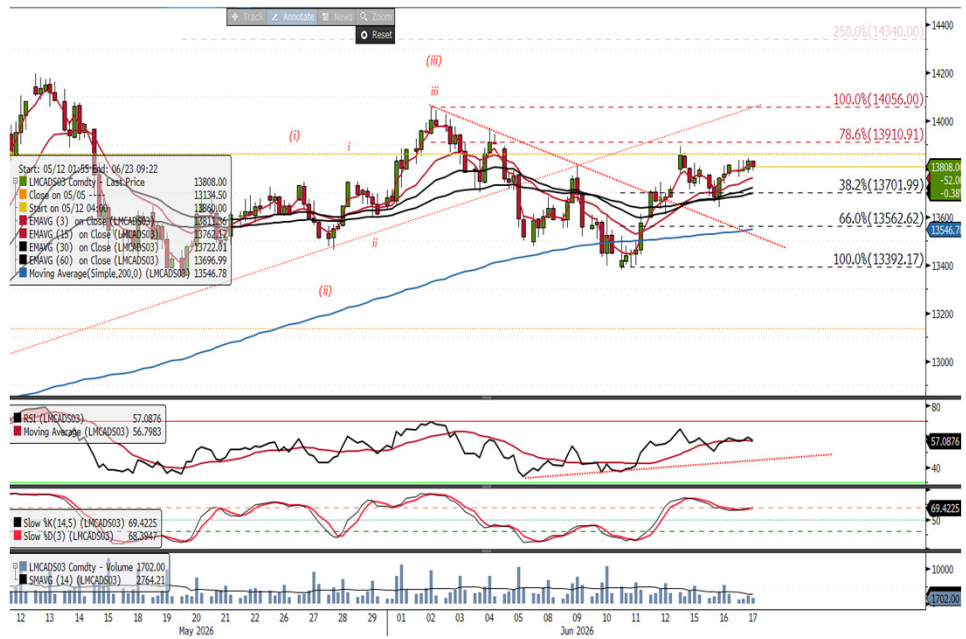 Track Annotate News Zoom
Reset
14400
250.0%(14340.00)
14200
(iii)
iii
100.0%(14056.00)
14000
(i)
i
78.6%(13910.91)
Start: 05/12 01:55 End: 06/23 09:22
LMCADS03 Comdty - Last Price 13808.00
Close on 05/05 ---- 13134.50
Start on 05/12 04:00 13860.00
EMAVG (3) on Close (LMCADS03) 13811.36
EMAVG (15) on Close (LMCADS03) 13762.57
EMAVG (30) on Close (LMCADS03) 13722.01
EMAVG (60) on Close (LMCADS03) 13696.99
Moving Average(Simple,200,0) (LMCADS03) 13546.78
13808.00
-52.00
-0.38%
38.2%(13701.99)
13600
66.0%(13562.62)
13546.78
ii
(ii)
13400
100.0%(13392.17)
13200
13000
RSI (LMCADS03) 57.0876
Moving Average (LMCADS03) 56.7983
80
57.0876
40
Slow %K(14,5) (LMCADS03) 69.4225
Slow %D(3) (LMCADS03) 68.3947
69.4225
50
LMCADS03 Comdty - Volume 1702.00
SMAVG (14) (LMCADS03) 2764.21
10000
1702.00
12 13 14 15 18 19 20 21 22 26 27 28 29 01 02 03 04 05 08 09 10 11 12 15 16 17
May 2026 Jun 2026